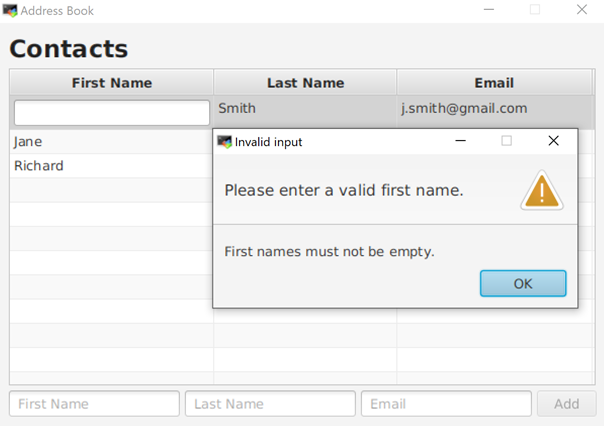 Address Book
Contacts
First Name Last Name Email
Smith j.smith@gmail.com
Jane
Richard
Invalid input
Please enter a valid first name.
First names must not be empty.
OK
First Name Last Name Email Add